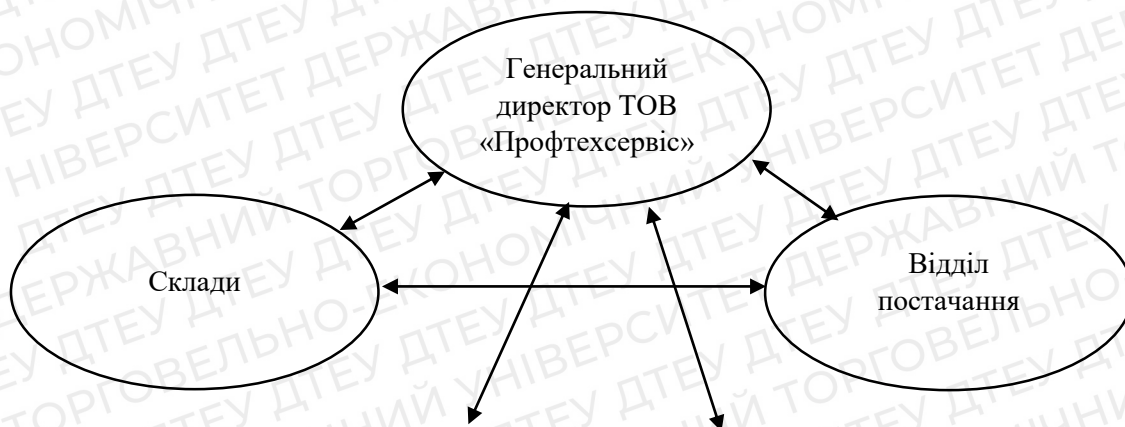 Генеральний
директор ТОВ
«Профтехсервіс»
Склади
Відділ
постачання